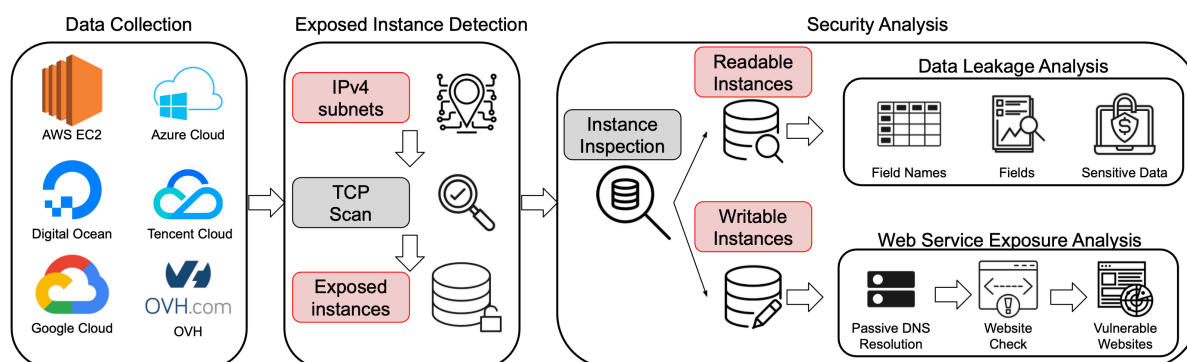 Data Collection
AWS EC2
Azure Cloud
Digital Ocean
Tencent Cloud
Google Cloud
OVH.com
OVH
Exposed Instance Detection
IPv4
subnets
TCP
Scan
Exposed
instances
Security Analysis
Instance
Inspection
Readable
Instances
Writable
Instances
Data Leakage Analysis
Field Names
Fields
Sensitive Data
Web Service Exposure Analysis
Passive DNS
Resolution
Website
Check
Vulnerable
Websites